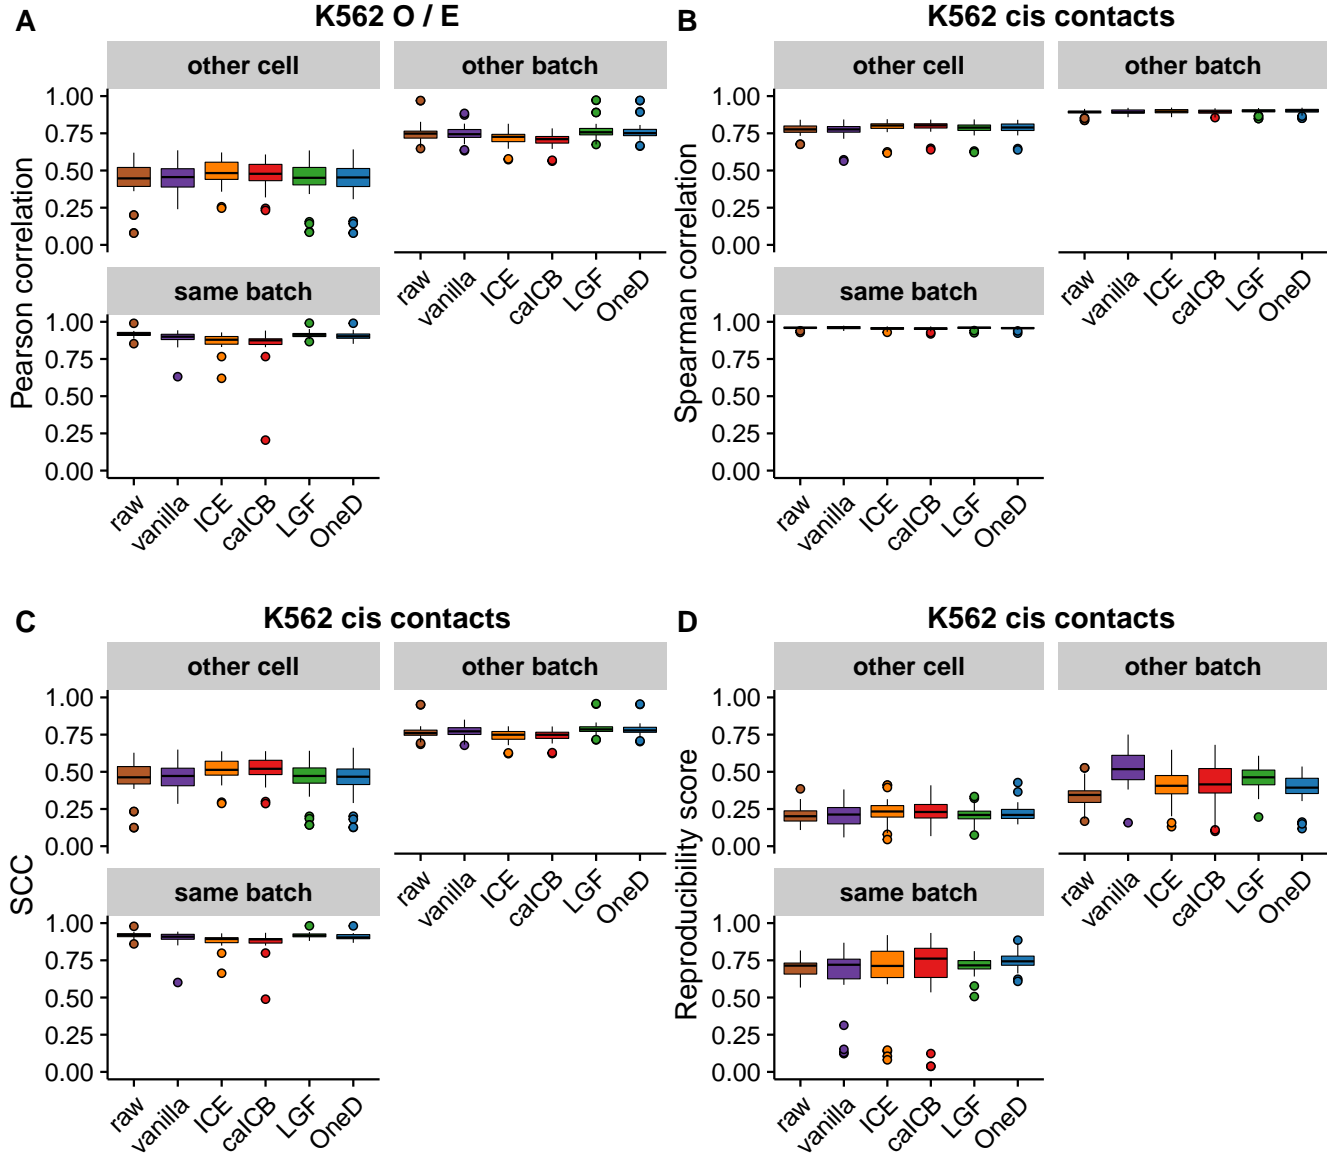 A
K562 O / E
other cell
other batch
Pearson correlation
1.00
0.75
0.50
0.25
0.00
raw
vanilla
ICE
caICB
LGF
OneD
same batch
1.00
0.75
0.50
0.25
0.00
raw
vanilla
ICE
caICB
LGF
OneD
B
K562 cis contacts
other cell
other batch
Spearman correlation
1.00
0.75
0.50
0.25
0.00
raw
vanilla
ICE
caICB
LGF
OneD
same batch
1.00
0.75
0.50
0.25
0.00
raw
vanilla
ICE
caICB
LGF
OneD
C
K562 cis contacts
other cell
other batch
SCC
1.00
0.75
0.50
0.25
0.00
raw
vanilla
ICE
caICB
LGF
OneD
same batch
1.00
0.75
0.50
0.25
0.00
raw
vanilla
ICE
caICB
LGF
OneD
D
K562 cis contacts
other cell
other batch
Reproducibility score
1.00
0.75
0.50
0.25
0.00
raw
vanilla
ICE
caICB
LGF
OneD
same batch
1.00
0.75
0.50
0.25
0.00
raw
vanilla
ICE
caICB
LGF
OneD